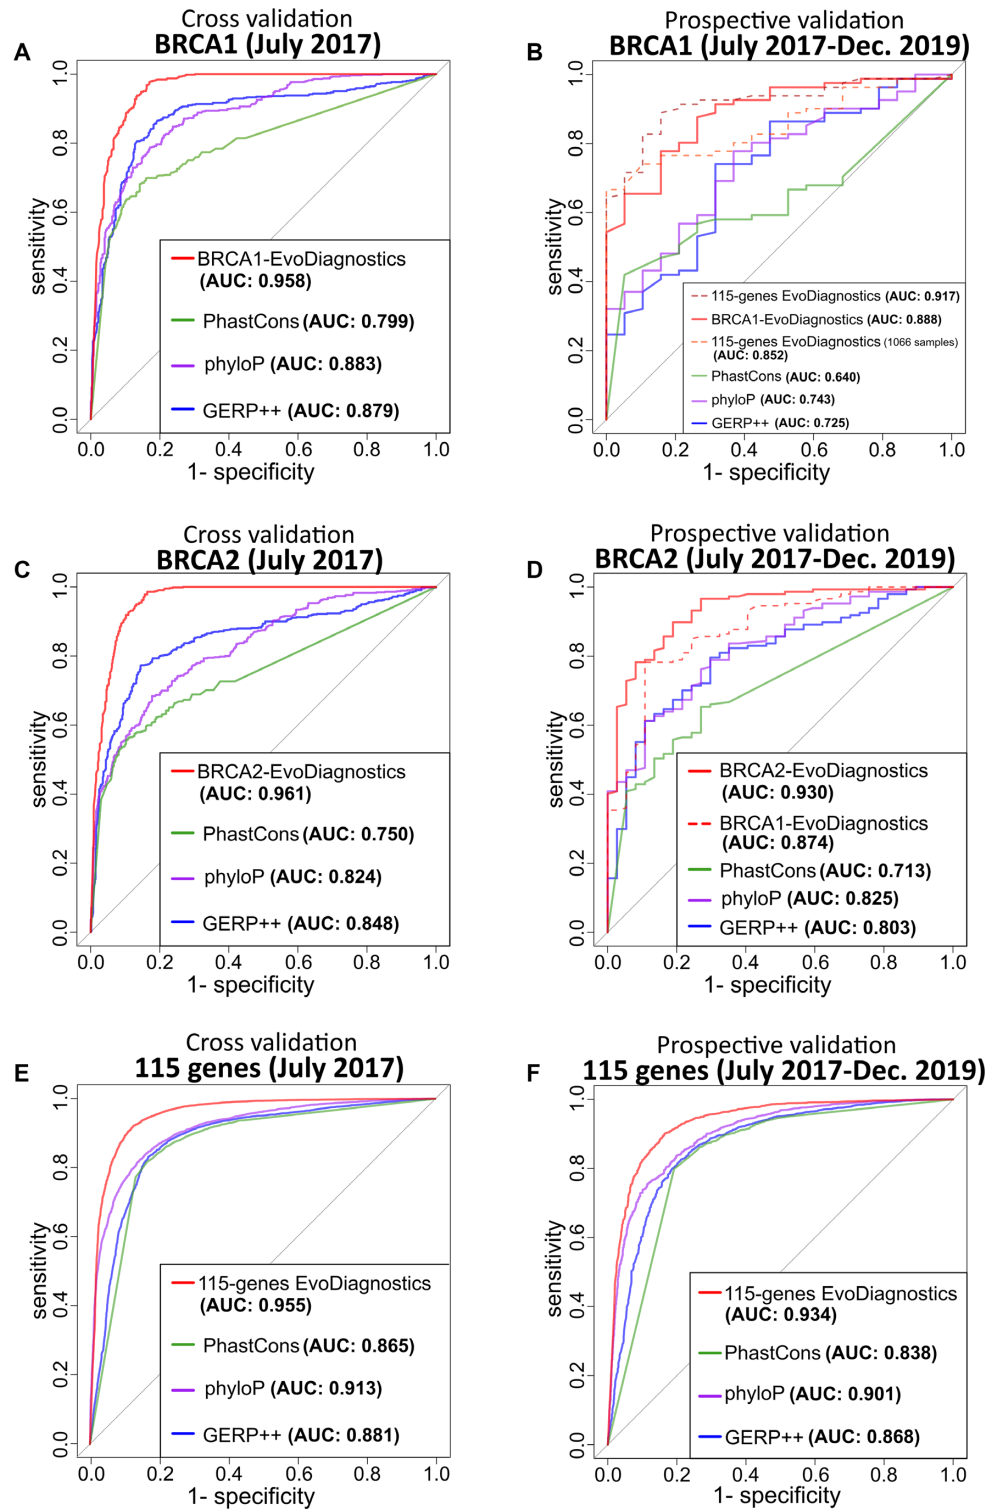 A
Cross validation
BRCA1 (July 2017)
sensitivity
1.0
0.8
0.6
0.4
0.2
0.0
BRCA1-EvoDiagnostics
(AUC: 0.958)
PhastCons (AUC: 0.799)
phyloP (AUC: 0.883)
GERP++ (AUC: 0.879)
0.0 0.2 0.4 0.6 0.8 1.0
1- specificity
B
Prospective validation
BRCA1 (July 2017-Dec. 2019)
sensitivity
1.0
0.8
0.6
0.4
0.2
0.0
115-genes EvoDiagnostics (AUC: 0.917)
BRCA1-EvoDiagnostics (AUC: 0.888)
115-genes EvoDiagnostics (1066 samples)
(AUC: 0.852)
PhastCons (AUC: 0.640)
phyloP (AUC: 0.743)
GERP++ (AUC: 0.725)
0.0 0.2 0.4 0.6 0.8 1.0
1- specificity
C
Cross validation
BRCA2 (July 2017)
sensitivity
1.0
0.8
0.6
0.4
0.2
0.0
BRCA2-EvoDiagnostics
(AUC: 0.961)
PhastCons (AUC: 0.750)
phyloP (AUC: 0.824)
GERP++ (AUC: 0.848)
0.0 0.2 0.4 0.6 0.8 1.0
1- specificity
D
Prospective validation
BRCA2 (July 2017-Dec. 2019)
sensitivity
1.0
0.8
0.6
0.4
0.2
0.0
BRCA2-EvoDiagnostics
(AUC: 0.930)
BRCA1-EvoDiagnostics
(AUC: 0.874)
PhastCons (AUC: 0.713)
phyloP (AUC: 0.825)
GERP++ (AUC: 0.803)
0.0 0.2 0.4 0.6 0.8 1.0
1- specificity
E
Cross validation
115 genes (July 2017)
sensitivity
1.0
0.8
0.6
0.4
0.2
0.0
115-genes EvoDiagnostics
(AUC: 0.955)
PhastCons (AUC: 0.865)
phyloP (AUC: 0.913)
GERP++ (AUC: 0.881)
0.0 0.2 0.4 0.6 0.8 1.0
1- specificity
F
Prospective validation
115 genes (July 2017-Dec. 2019)
sensitivity
1.0
0.8
0.6
0.4
0.2
0.0
115-genes EvoDiagnostics
(AUC: 0.934)
PhastCons (AUC: 0.838)
phyloP (AUC: 0.901)
GERP++ (AUC: 0.868)
0.0 0.2 0.4 0.6 0.8 1.0
1- specificity